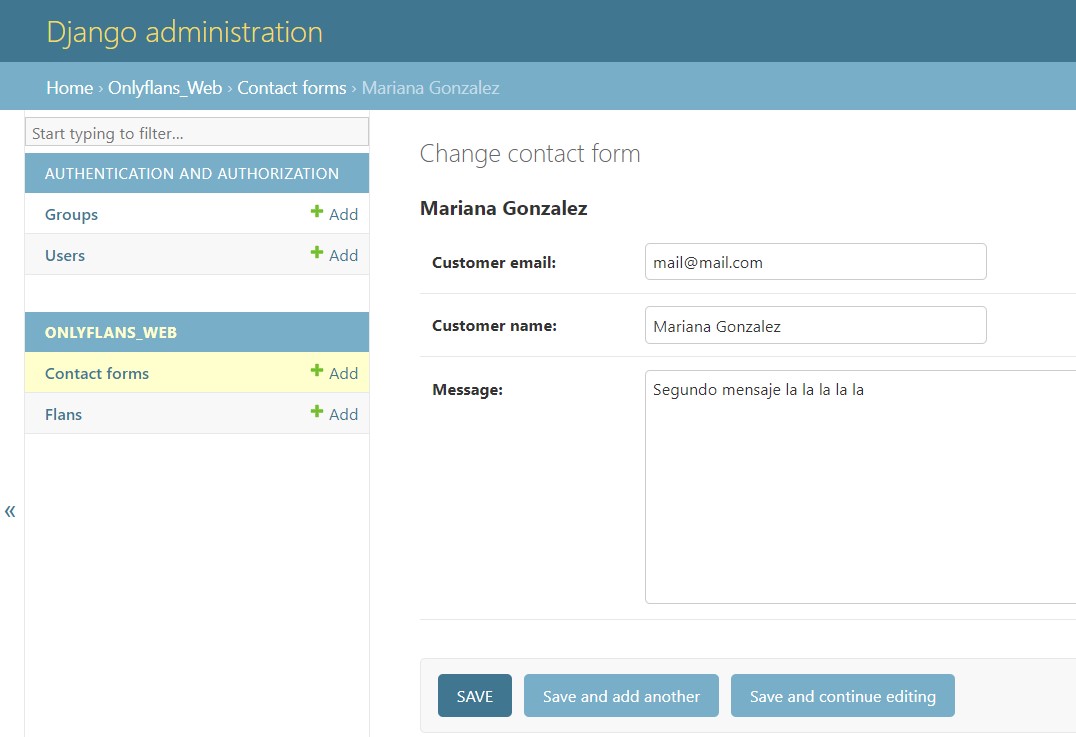 Django administration
Home › Onlyflans_Web › Contact forms › Mariana Gonzalez
Start typing to filter...
AUTHENTICATION AND AUTHORIZATION
Groups + Add
Users + Add
ONLYFLANS_WEB
Contact forms + Add
Flans + Add
«
Change contact form
Mariana Gonzalez
Customer email: mail@mail.com
Customer name: Mariana Gonzalez
Message: Segundo mensaje la la la la la
SAVE Save and add another Save and continue editing